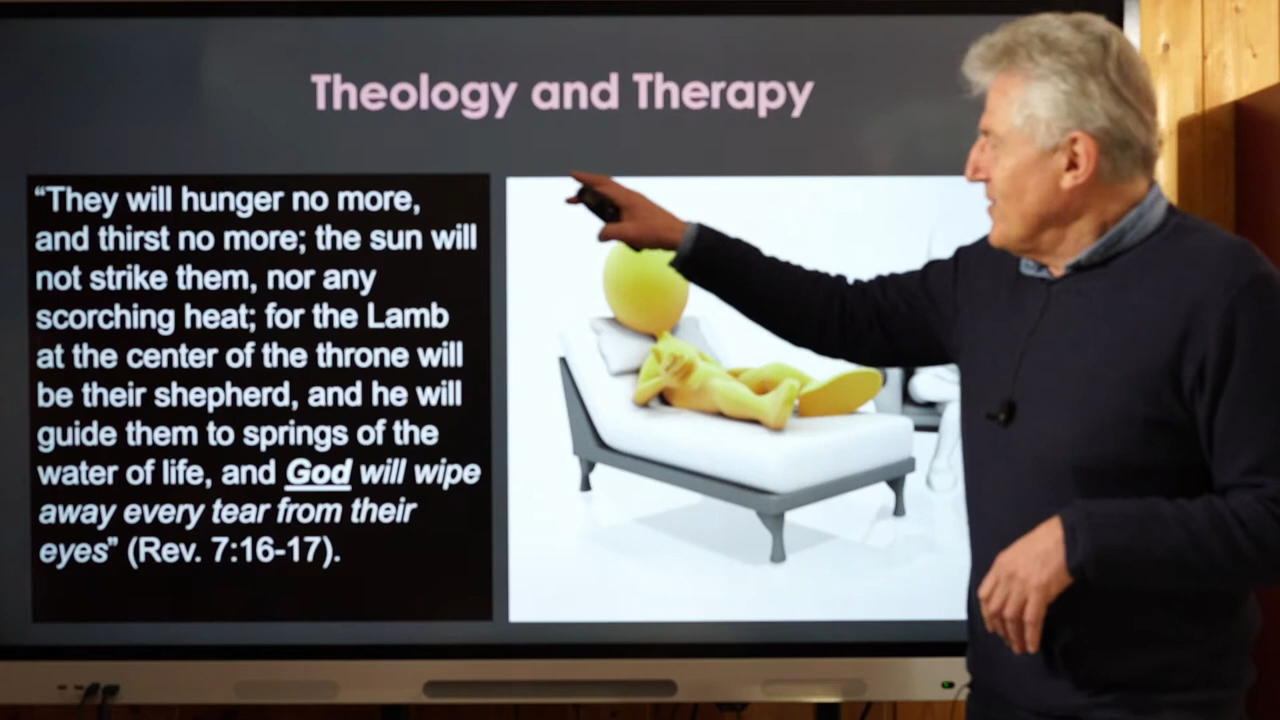 Theology and Therapy
“They will hunger no more,
and thirst no more; the sun will
not strike them, nor any
scorching heat; for the Lamb
at the center of the throne will
be their shepherd, and he will
guide them to springs of the
water of life, and God will wipe
away every tear from their
eyes” (Rev. 7:16-17).